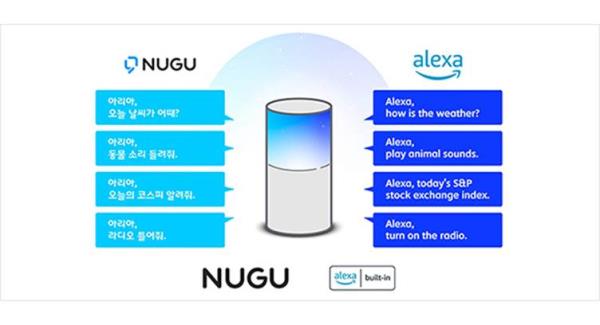 NUGU
alexa
아리아,
오늘 날씨가 어때?
아리아,
동물 소리 들려줘.
아리아,
오늘의 코스피 알려줘.
아리아,
라디오 틀어줘.
Alexa,
how is the weather?
Alexa,
play animal sounds.
Alexa, today's S&P
stock exchange index.
Alexa,
turn on the radio.
NUGU
alexa built-in